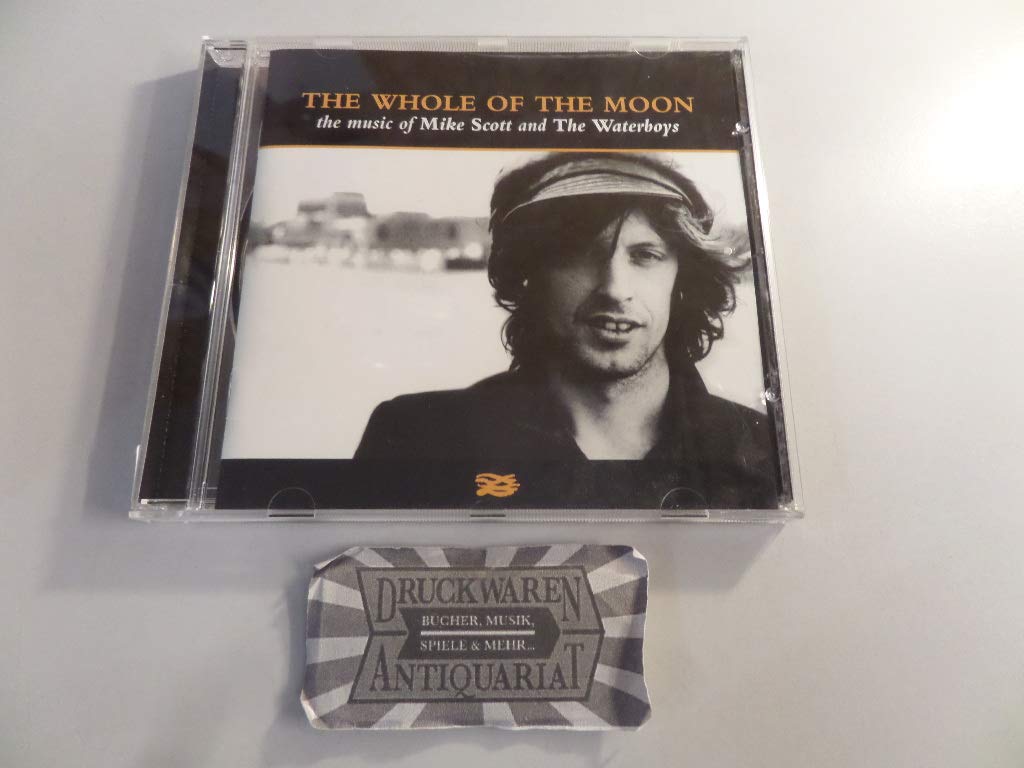 THE WHOLE OF THE MOON
the music of Mike Scott and The Waterboys
DRUCKWAREN
BÜCHER, MUSIK,
SPIELE & MEHR...
ANTIQUARIAT